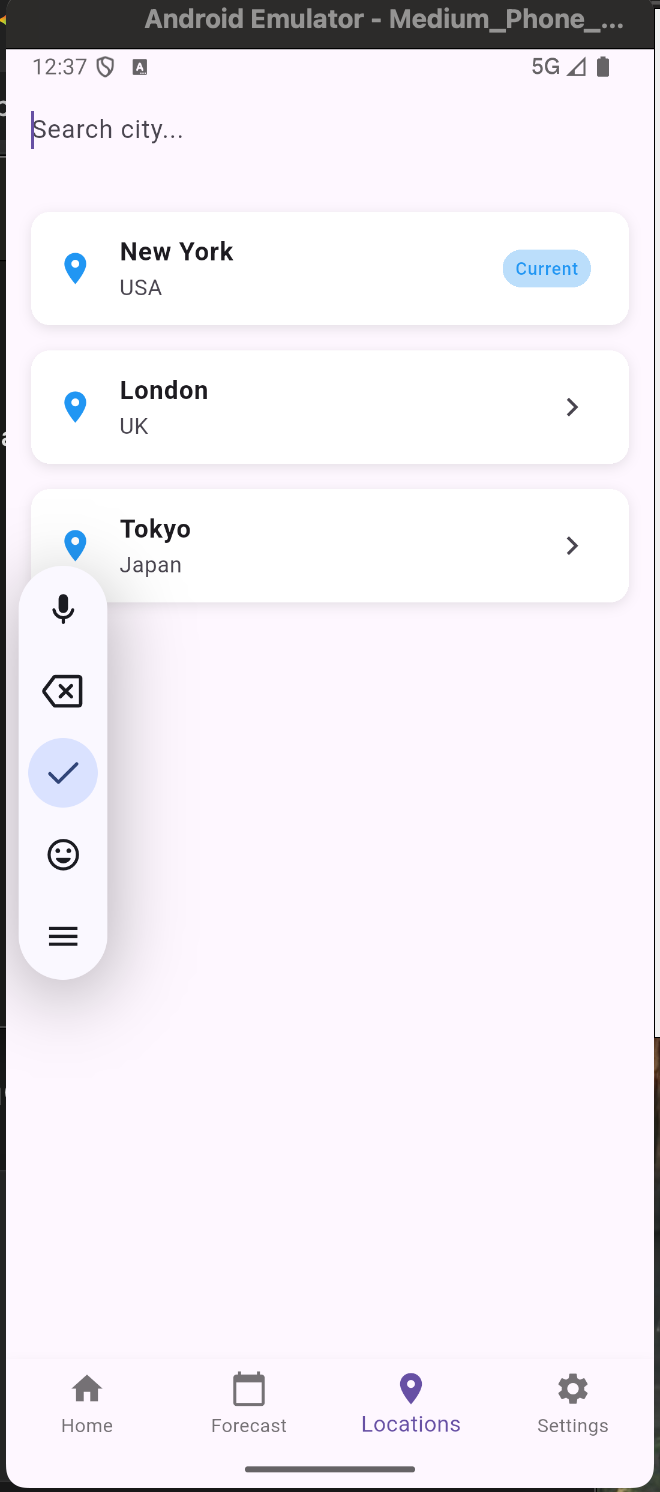 Android Emulator - Medium_Phone_...
12:37
5G
Search city...
New York
USA
Current
London
UK
Tokyo
Japan
Home
Forecast
Locations
Settings